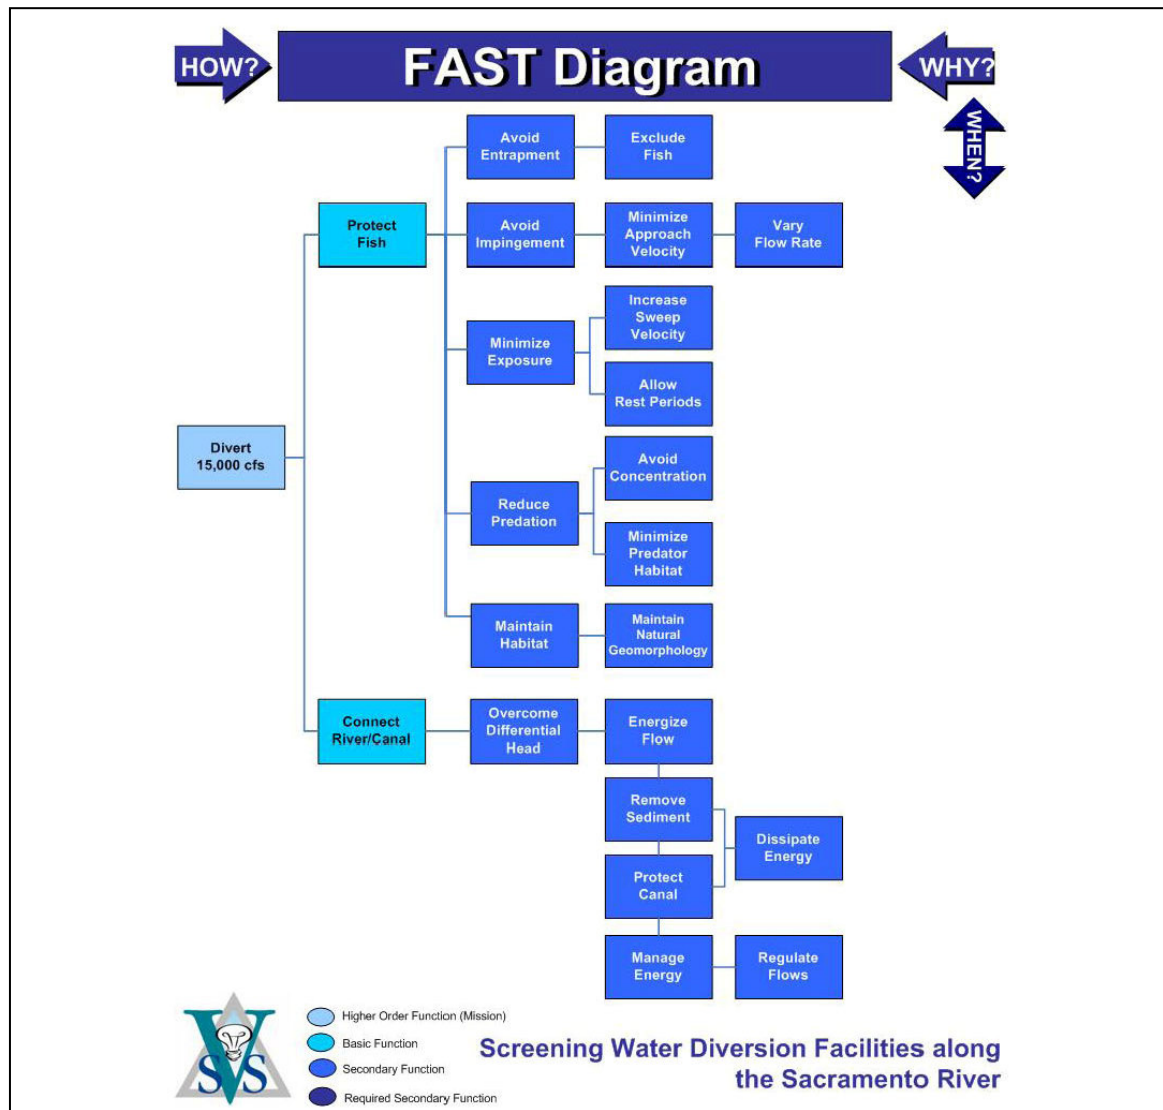 HOW?
FAST Diagram
WHY?
WHEN?
Avoid
Entrapment
Exclude
Fish
Protect
Fish
Avoid
Impingement
Minimize
Approach
Velocity
Vary
Flow Rate
Minimize
Exposure
Increase
Sweep
Velocity
Allow
Rest Periods
Divert
15,000 cfs
Reduce
Predation
Avoid
Concentration
Minimize
Predator
Habitat
Maintain
Habitat
Maintain
Natural
Geomorphology
Connect
River/Canal
Overcome
Differential
Head
Energize
Flow
Remove
Sediment
Dissipate
Energy
Protect
Canal
Manage
Energy
Regulate
Flows
VSS
Higher Order Function (Mission)
Basic Function
Secondary Function
Required Secondary Function
Screening Water Diversion Facilities along
the Sacramento River